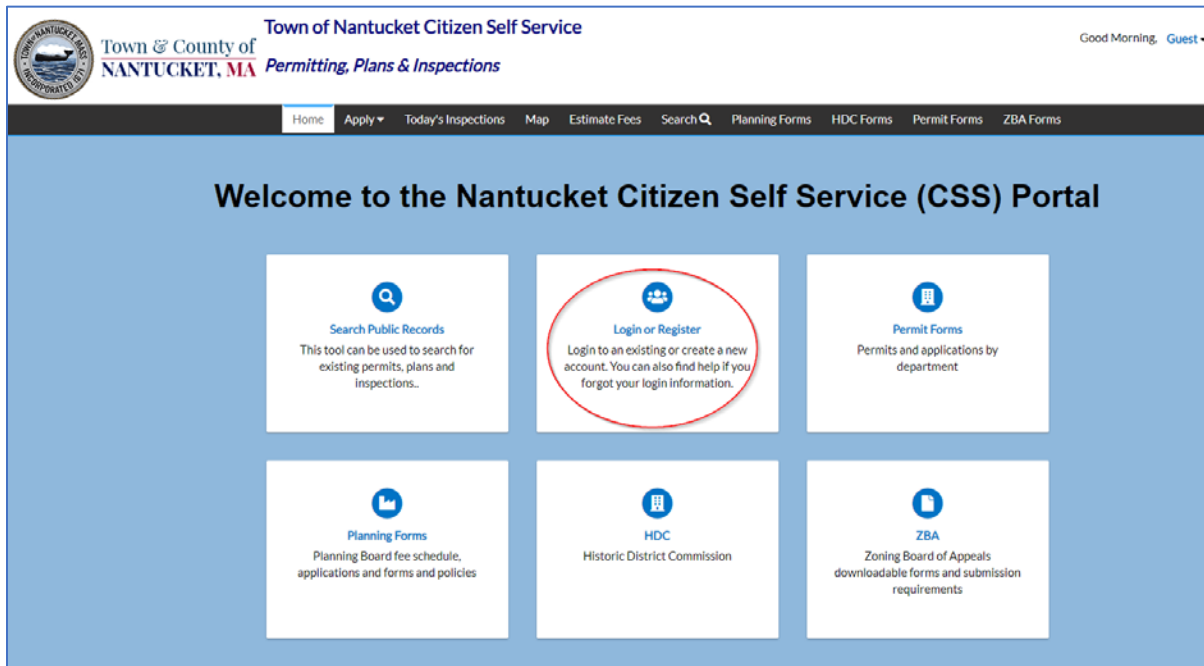 Town of Nantucket Citizen Self Service
Town & County of
NANTUCKET, MA
Permitting, Plans & Inspections
Good Morning, Guest
Home Apply Today's Inspections Map Estimate Fees Search Planning Forms HDC Forms Permit Forms ZBA Forms
Welcome to the Nantucket Citizen Self Service (CSS) Portal
Search Public Records
This tool can be used to search for
existing permits, plans and
inspections..
Login or Register
Login to an existing or create a new
account. You can also find help if you
forgot your login information.
Permit Forms
Permits and applications by
department
Planning Forms
Planning Board fee schedule,
applications and forms and policies
HDC
Historic District Commission
ZBA
Zoning Board of Appeals
downloadable forms and submission
requirements